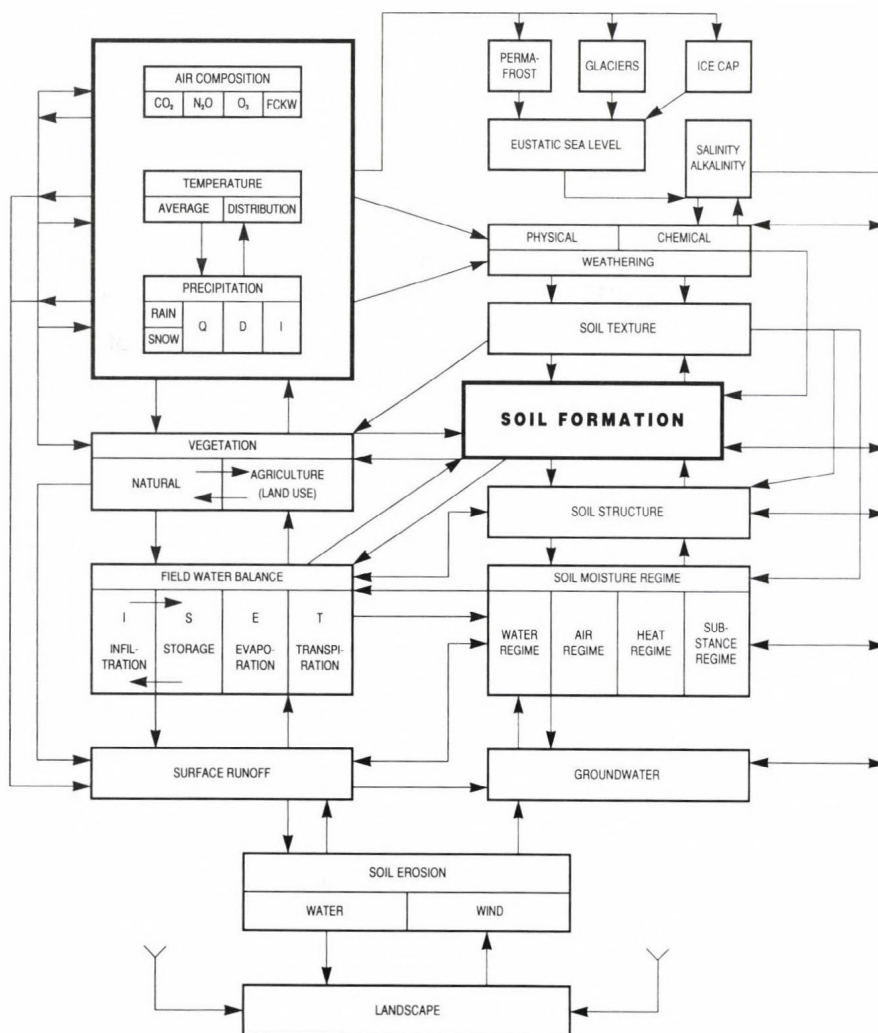 AIR COMPOSITION
CO₂ N₂O O₃ FCKW
TEMPERATURE
AVERAGE DISTRIBUTION
PRECIPITATION
RAIN
SNOW
Q D I
PERMA-
FROST
GLACIERS
ICE CAP
EUSTATIC SEA LEVEL
SALINITY
ALKALINITY
PHYSICAL CHEMICAL
WEATHERING
SOIL TEXTURE
SOIL FORMATION
VEGETATION
NATURAL
AGRICULTURE
(LAND USE)
SOIL STRUCTURE
FIELD WATER BALANCE
I S E T
INFIL-
TRATION
STORAGE
EVAPO-
RATION
TRANSPI-
RATION
SOIL MOISTURE REGIME
WATER
REGIME
AIR
REGIME
HEAT
REGIME
SUB-
STANCE
REGIME
SURFACE RUNOFF
GROUNDWATER
SOIL EROSION
WATER WIND
LANDSCAPE